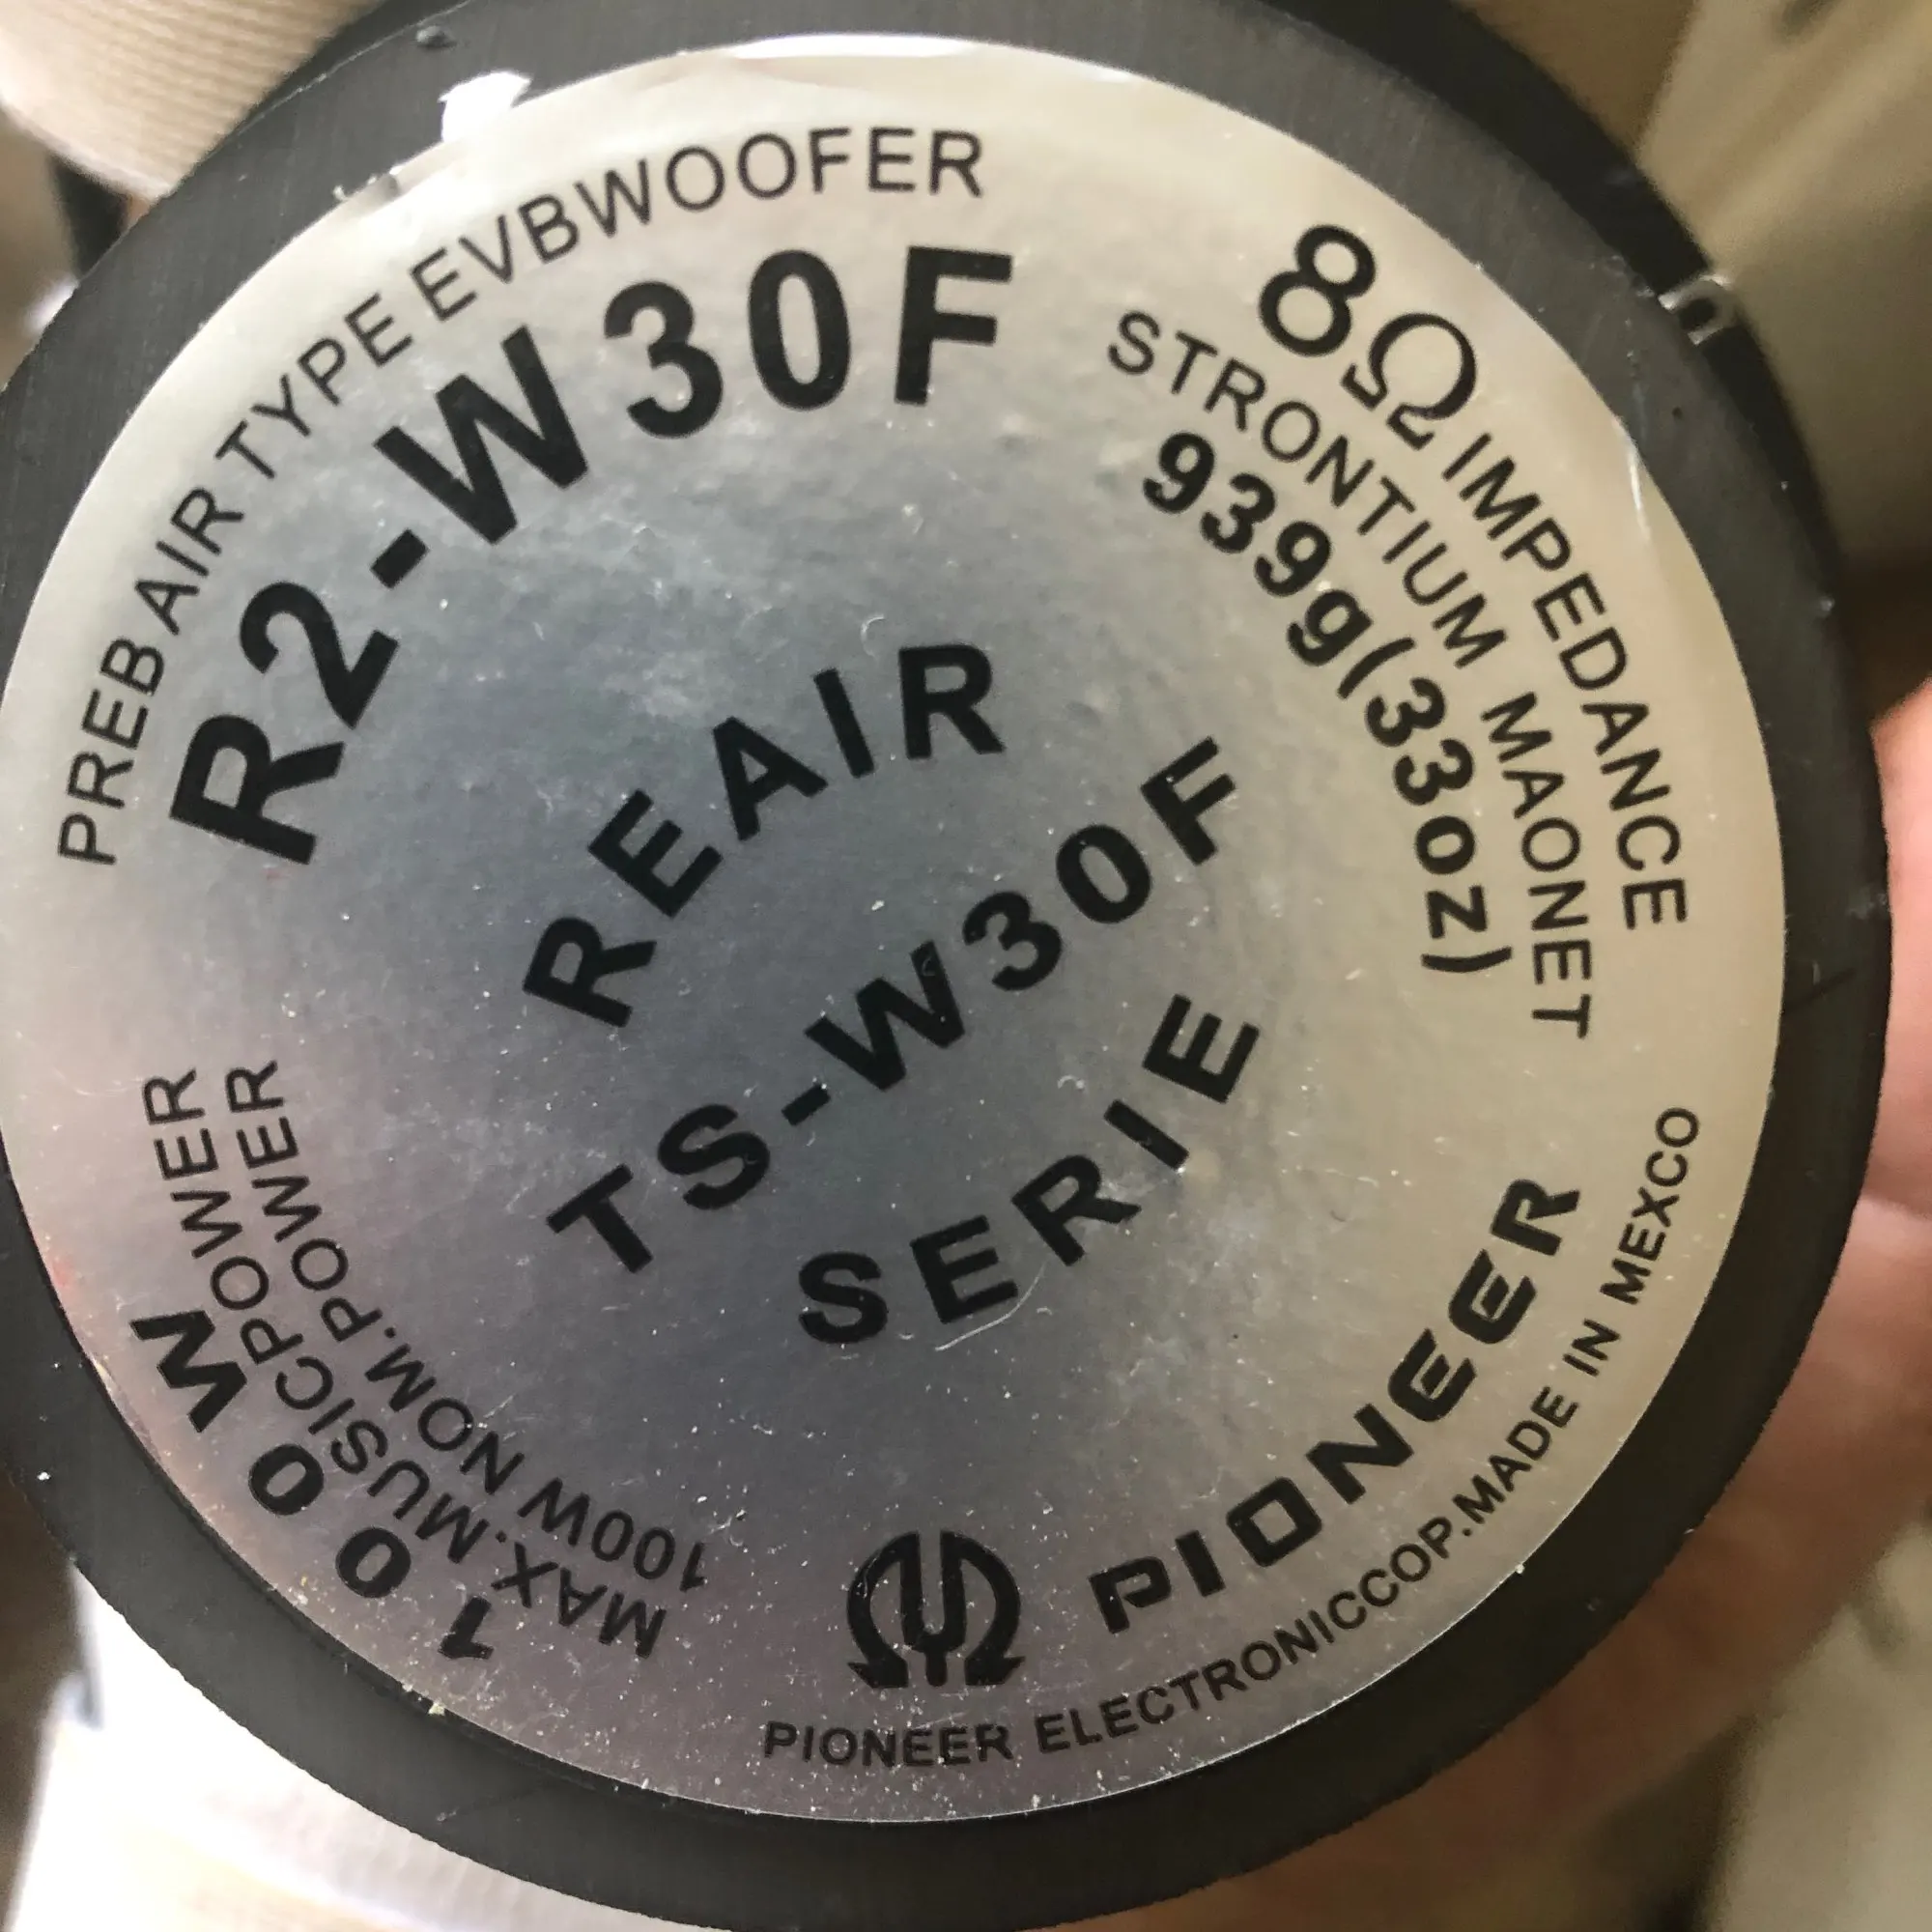 PREB AIR TYPE EVBWOOFER
R2-W30F
8Ω IMPEDANCE
STRONTIUM MAONET
939g(33oz)
REAIR
TS-W30F
SERIE
100W
MAX.MUSICPOWER
100W NOM.POWER
PIONEER
PIONEER ELECTRONICCOP.MADE IN MEXCO